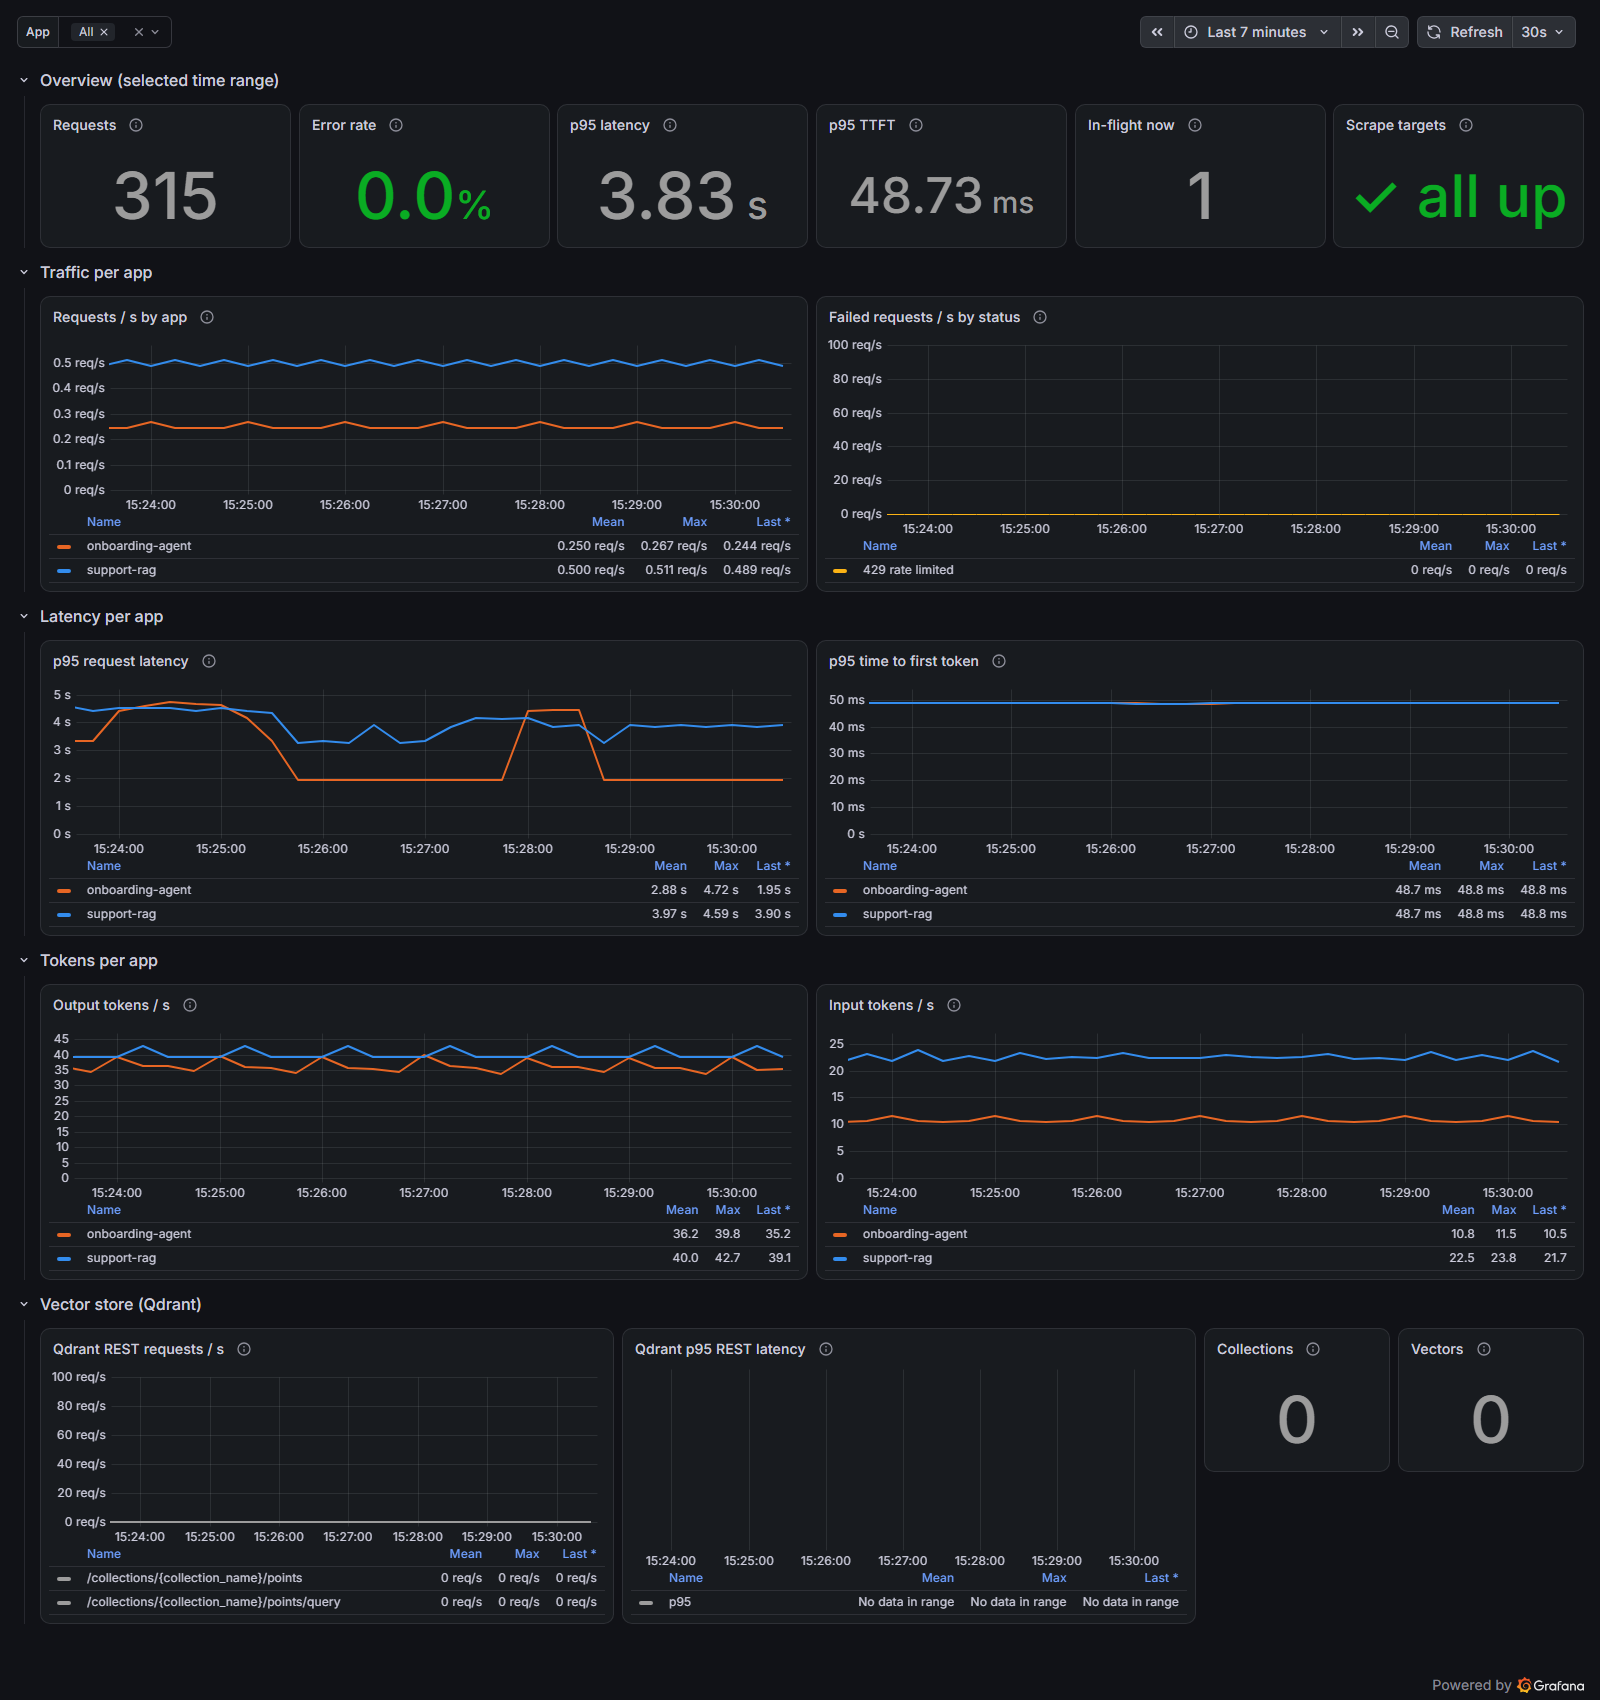 App All
Last 7 minutes Refresh 30s
Overview (selected time range)
Requests
315
Error rate
0.0%
p95 latency
3.83 s
p95 TTFT
48.73 ms
In-flight now
1
Scrape targets
all up
Traffic per app
Requests / s by app
0.5 req/s
0.4 req/s
0.3 req/s
0.2 req/s
0.1 req/s
0 req/s
15:24:00 15:25:00 15:26:00 15:27:00 15:28:00 15:29:00 15:30:00
Name Mean Max Last *
onboarding-agent 0.250 req/s 0.267 req/s 0.244 req/s
support-rag 0.500 req/s 0.511 req/s 0.489 req/s
Failed requests / s by status
100 req/s
80 req/s
60 req/s
40 req/s
20 req/s
0 req/s
15:24:00 15:25:00 15:26:00 15:27:00 15:28:00 15:29:00 15:30:00
Name Mean Max Last *
429 rate limited 0 req/s 0 req/s 0 req/s
Latency per app
p95 request latency
5 s
4 s
3 s
2 s
1 s
0 s
15:24:00 15:25:00 15:26:00 15:27:00 15:28:00 15:29:00 15:30:00
Name Mean Max Last *
onboarding-agent 2.88 s 4.72 s 1.95 s
support-rag 3.97 s 4.59 s 3.90 s
p95 time to first token
50 ms
40 ms
30 ms
20 ms
10 ms
0 s
15:24:00 15:25:00 15:26:00 15:27:00 15:28:00 15:29:00 15:30:00
Name Mean Max Last *
onboarding-agent 48.7 ms 48.8 ms 48.8 ms
support-rag 48.7 ms 48.8 ms 48.8 ms
Tokens per app
Output tokens / s
45
40
35
30
25
20
15
10
5
0
15:24:00 15:25:00 15:26:00 15:27:00 15:28:00 15:29:00 15:30:00
Name Mean Max Last *
onboarding-agent 36.2 39.8 35.2
support-rag 40.0 42.7 39.1
Input tokens / s
25
20
15
10
5
0
15:24:00 15:25:00 15:26:00 15:27:00 15:28:00 15:29:00 15:30:00
Name Mean Max Last *
onboarding-agent 10.8 11.5 10.5
support-rag 22.5 23.8 21.7
Vector store (Qdrant)
Qdrant REST requests / s
100 req/s
80 req/s
60 req/s
40 req/s
20 req/s
0 req/s
15:24:00 15:25:00 15:26:00 15:27:00 15:28:00 15:29:00 15:30:00
Name Mean Max Last *
/collections/{collection_name}/points 0 req/s 0 req/s 0 req/s
/collections/{collection_name}/points/query 0 req/s 0 req/s 0 req/s
Qdrant p95 REST latency
15:24:00 15:25:00 15:26:00 15:27:00 15:28:00 15:29:00 15:30:00
Name Mean Max Last *
p95 No data in range No data in range No data in range
Collections
0
Vectors
0
Powered by Grafana